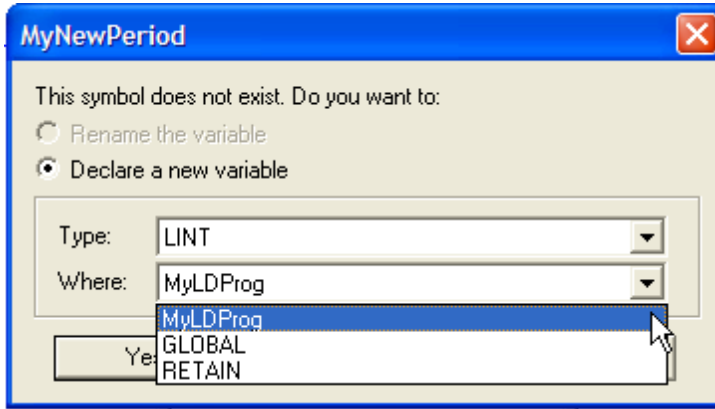 MyNewPeriod
This symbol does not exist. Do you want to:
Rename the variable
Declare a new variable
Type: LINT
Where: MyLDProg
MyLDProg
GLOBAL
RETAIN